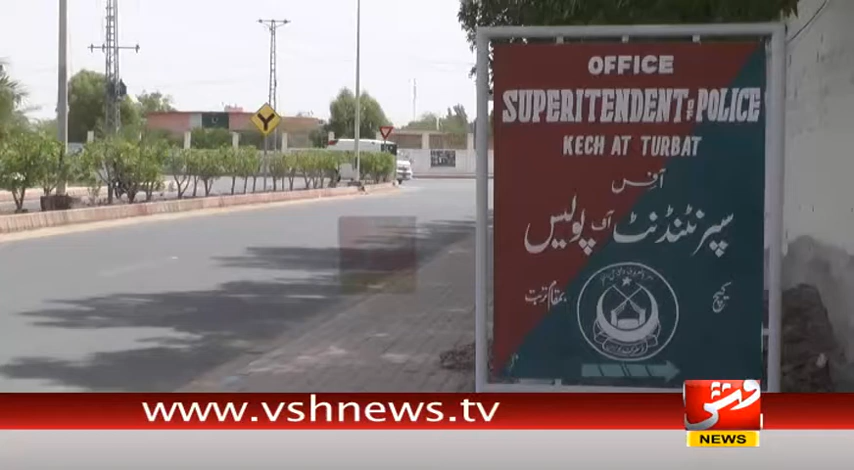 OFFICE
SUPERITENDENT OF POLICE
KECH AT TURBAT
آفس
سپرنٹنڈنٹ آف پولیس
کیچ بمقام تربت
www.vshnews.tv
وش
NEWS